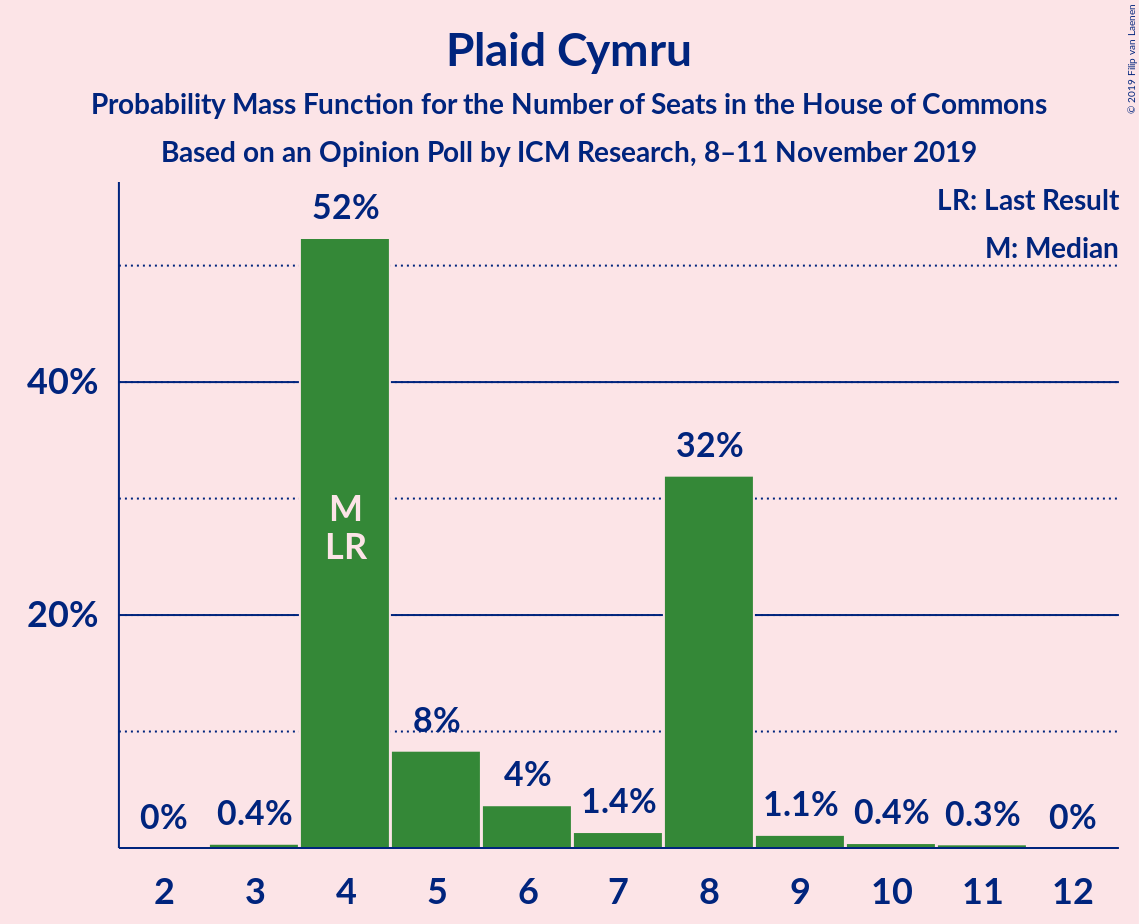 Plaid Cymru
Probability Mass Function for the Number of Seats in the House of Commons
Based on an Opinion Poll by ICM Research, 8–11 November 2019
© 2019 Filip van Laenen
LR: Last Result
M: Median
52%
40%
32%
M
LR
20%
8%
4%
1.4%
1.1%
0%
0.4%
0.4%
0.3%
0%
2 3 4 5 6 7 8 9 10 11 12